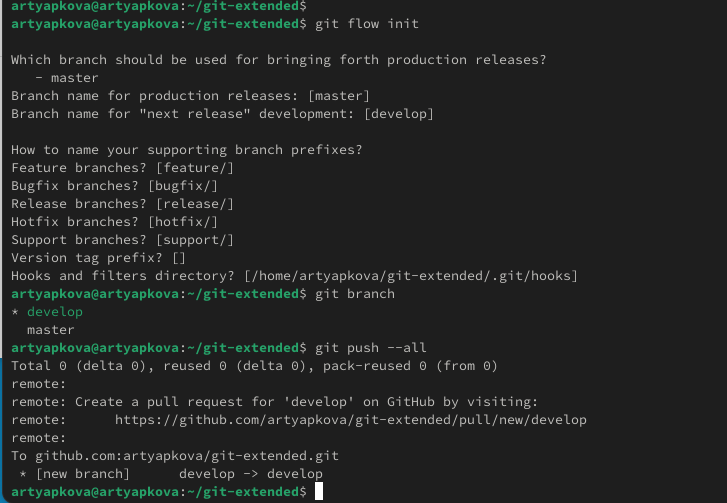 artyapkova@artyapkova:~/git-extended$
artyapkova@artyapkova:~/git-extended$ git flow init
Which branch should be used for bringing forth production releases?
   - master
Branch name for production releases: [master]
Branch name for "next release" development: [develop]
How to name your supporting branch prefixes?
Feature branches? [feature/]
Bugfix branches? [bugfix/]
Release branches? [release/]
Hotfix branches? [hotfix/]
Support branches? [support/]
Version tag prefix? []
Hooks and filters directory? [/home/artyapkova/git-extended/.git/hooks]
artyapkova@artyapkova:~/git-extended$ git branch
* develop
  master
artyapkova@artyapkova:~/git-extended$ git push --all
Total 0 (delta 0), reused 0 (delta 0), pack-reused 0 (from 0)
remote:
remote: Create a pull request for 'develop' on GitHub by visiting:
remote:      https://github.com/artyapkova/git-extended/pull/new/develop
remote:
To github.com:artyapkova/git-extended.git
 * [new branch]      develop -> develop
artyapkova@artyapkova:~/git-extended$